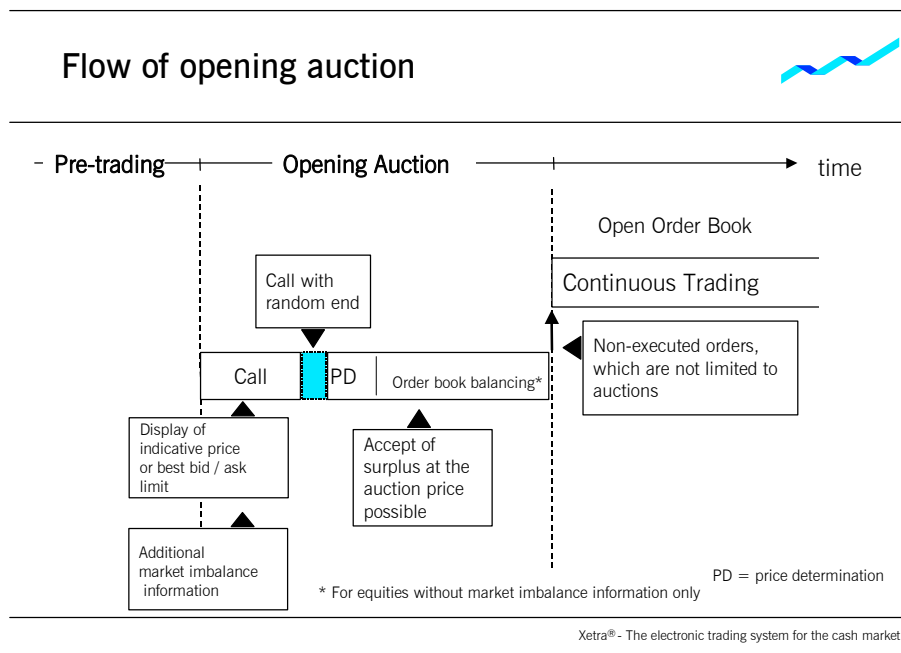 Flow of opening auction
Pre-trading
Opening Auction
time
Open Order Book
Continuous Trading
Call with
random end
Non-executed orders,
which are not limited to
auctions
Call
PD
Order book balancing*
Display of
indicative price
or best bid / ask
limit
Accept of
surplus at the
auction price
possible
Additional
market imbalance
information
PD = price determination
* For equities without market imbalance information only
Xetra® - The electronic trading system for the cash market